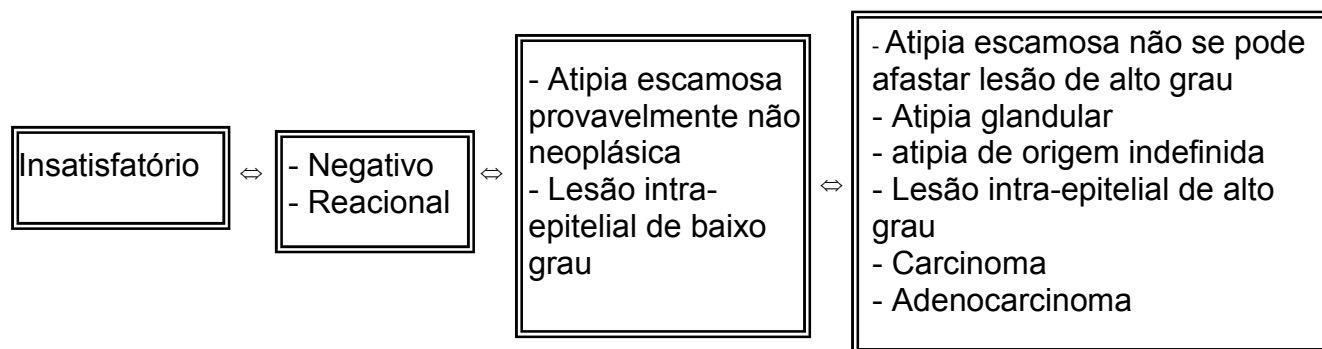 Insatisfatório
⇔
- Negativo
- Reacional
⇔
- Atipia escamosa
provavelmente não
neoplásica
- Lesão intra-
epitelial de baixo
grau
⇔
- Atipia escamosa não se pode
afastar lesão de alto grau
- Atipia glandular
- atipia de origem indefinida
- Lesão intra-epitelial de alto
grau
- Carcinoma
- Adenocarcinoma